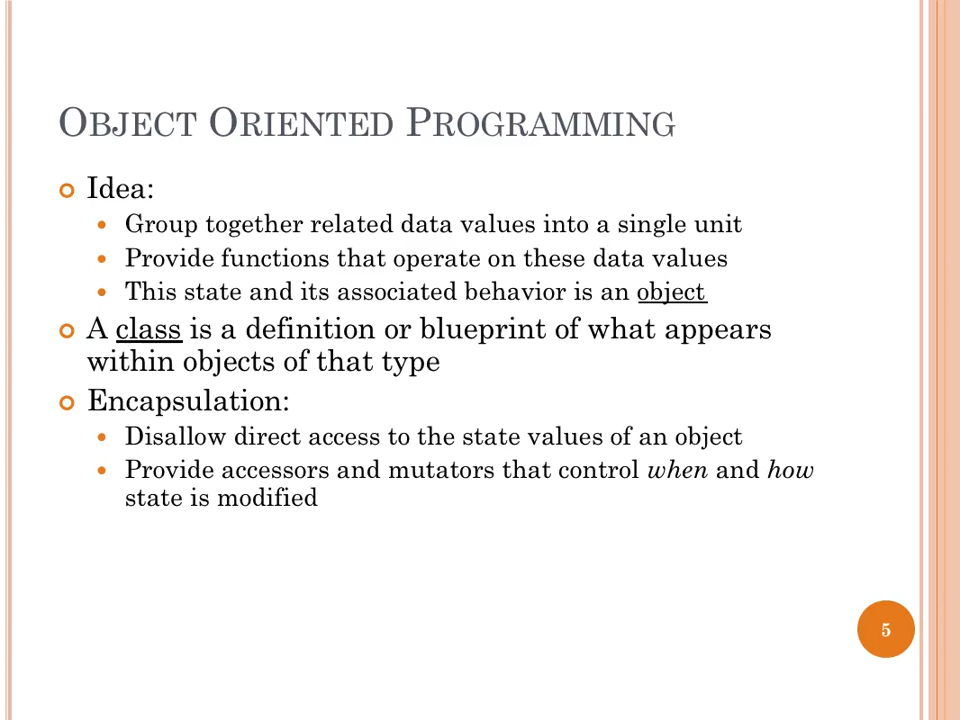 OBJECT ORIENTED PROGRAMMING
Idea:
Group together related data values into a single unit
Provide functions that operate on these data values
This state and its associated behavior is an object
A class is a definition or blueprint of what appears
within objects of that type
Encapsulation:
Disallow direct access to the state values of an object
Provide accessors and mutators that control when and how
state is modified
5